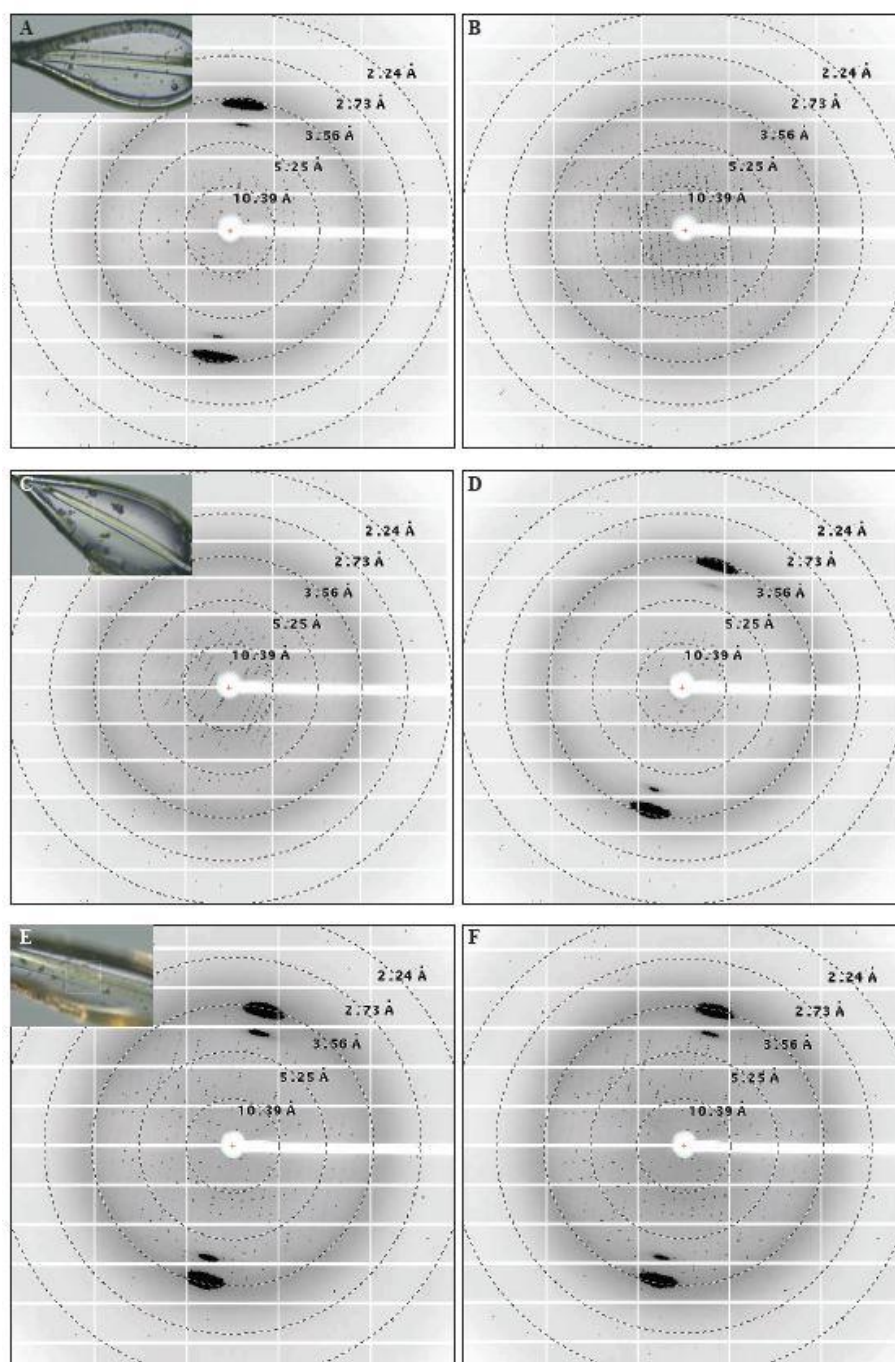 A
2.24 Å
2.73 Å
3.56 Å
5.25 Å
10.39 Å
B
2.24 Å
2.73 Å
3.56 Å
5.25 Å
10.39 Å
C
2.24 Å
2.73 Å
3.56 Å
5.25 Å
10.39 Å
D
2.24 Å
2.73 Å
3.56 Å
5.25 Å
10.39 Å
E
2.24 Å
2.73 Å
3.56 Å
5.25 Å
10.39 Å
F
2.24 Å
2.73 Å
3.56 Å
5.25 Å
10.39 Å